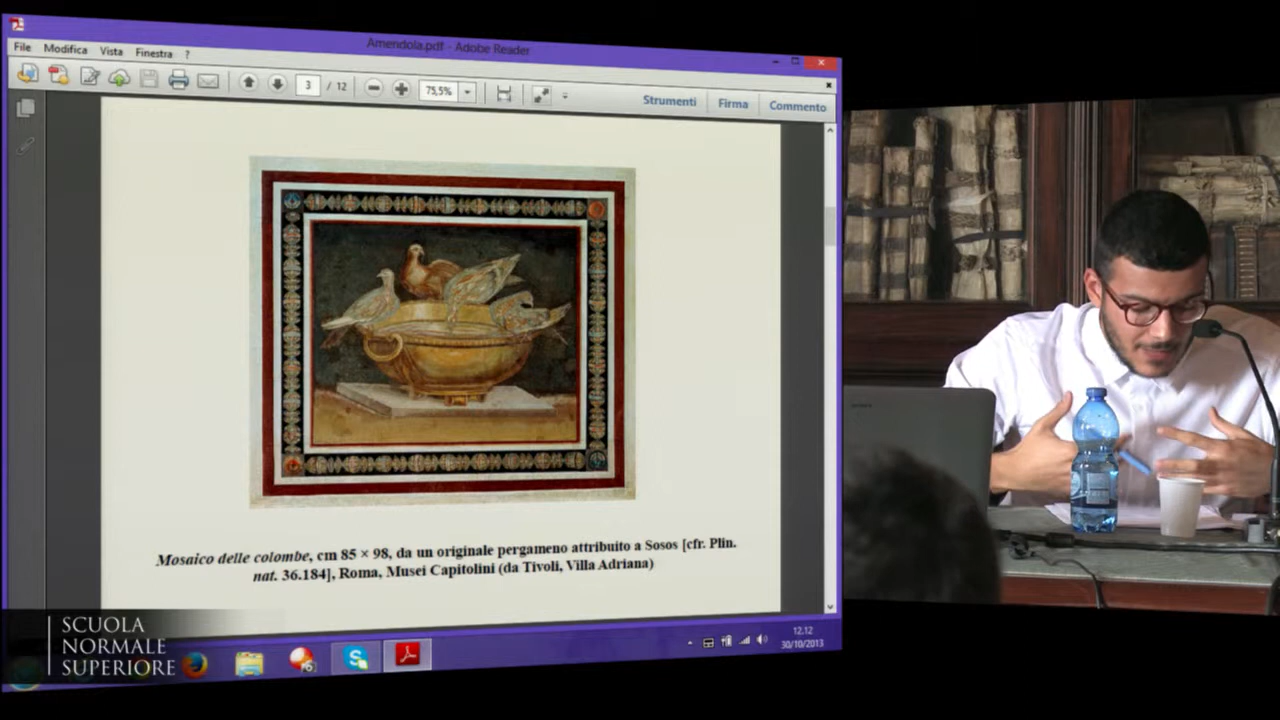 Amendola.pdf - Adobe Reader
File Modifica Vista Finestra ?
3 / 12 75,5%
Strumenti Firma Commento
Mosaico delle colombe, cm 85 × 98, da un originale pergameno attribuito a Sosos [cfr. Plin.
nat. 36.184], Roma, Musei Capitolini (da Tivoli, Villa Adriana)
12.12
30/10/2013
SCUOLA
NORMALE
SUPERIORE